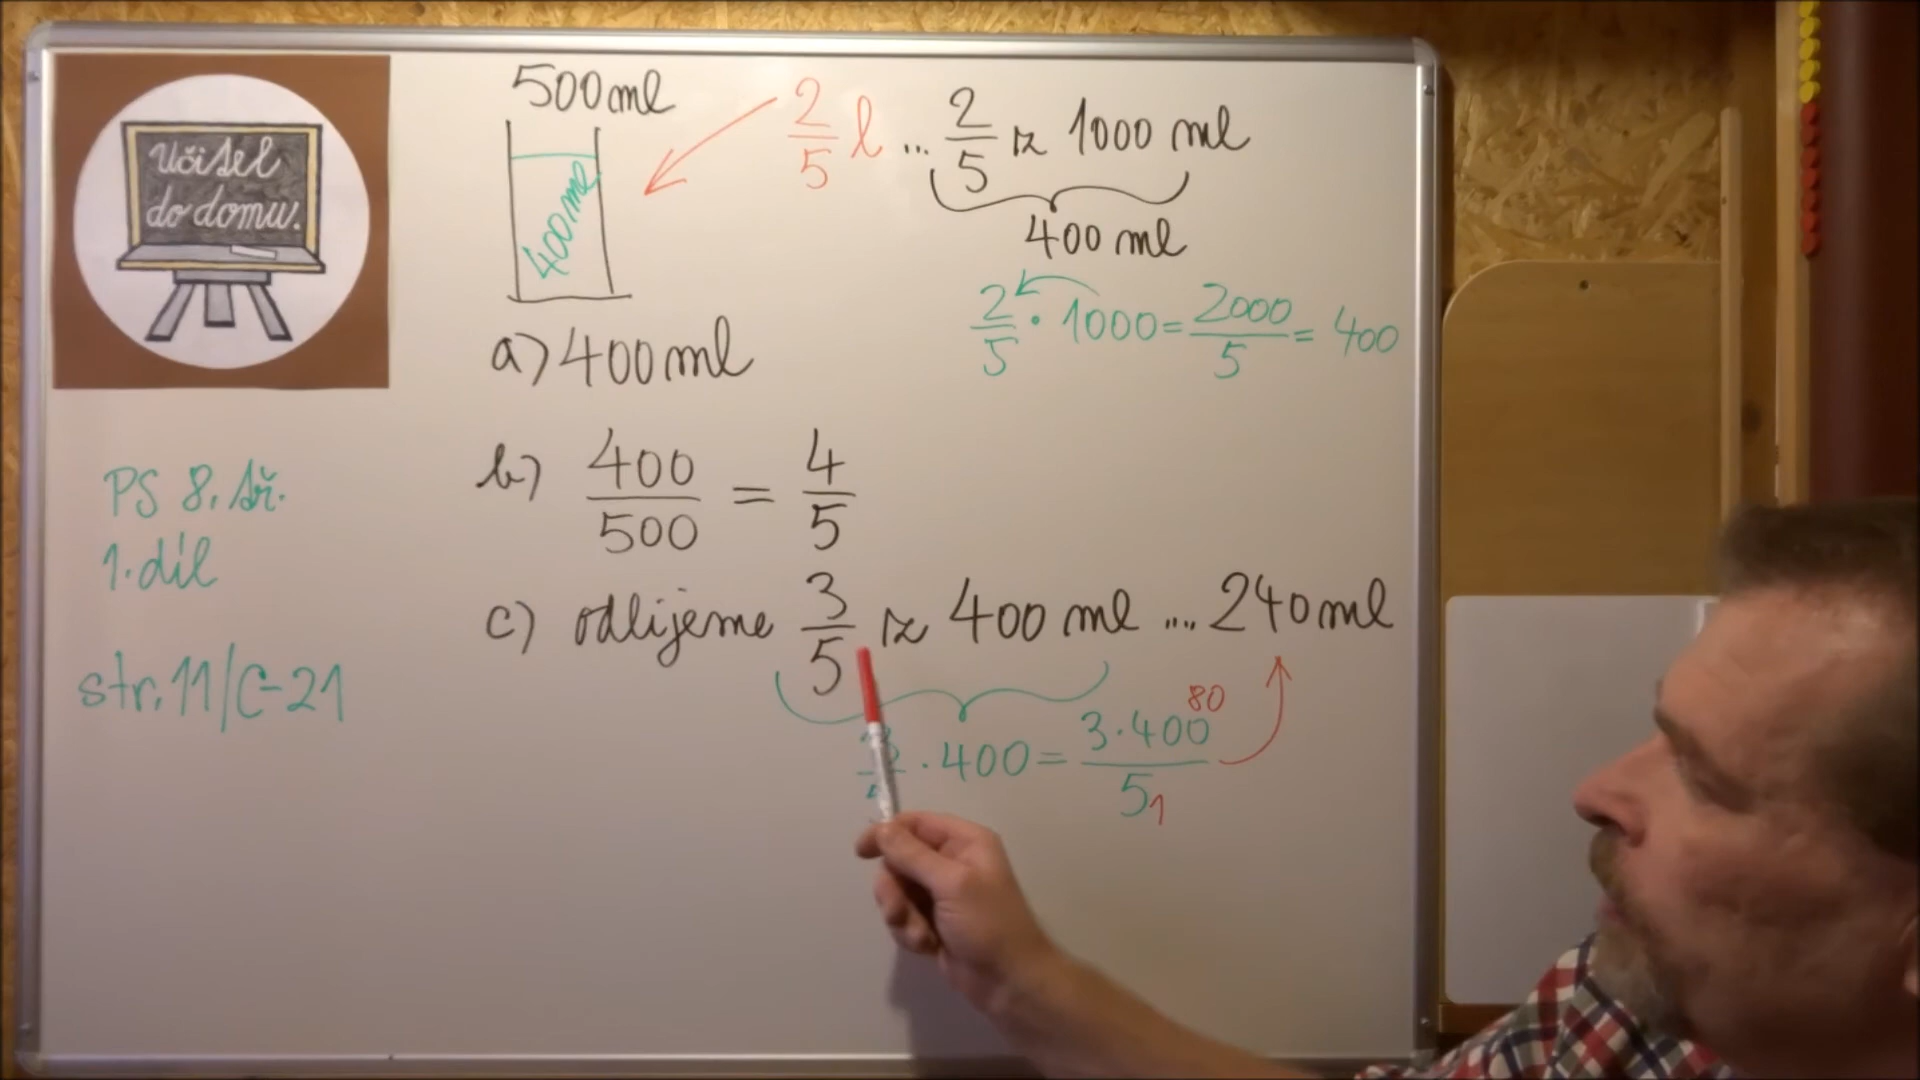 Učitel
do domu.
PS 8. tř.
1. díl
str. 11/C-21
500 ml
400 ml
2/5 l ... 2/5 z 1000 ml
400 ml
2/5 · 1000 = 2000/5 = 400
a) 400 ml
b) 400/500 = 4/5
c) odlijeme 3/5 z 400 ml .... 240 ml
· 400 = 3·400/5
80
1